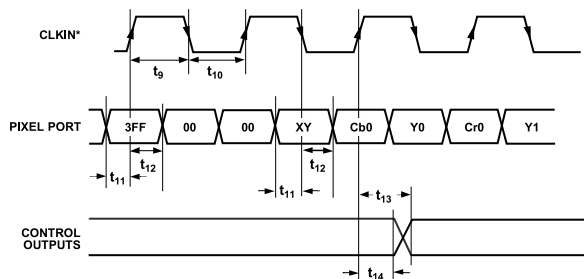 CLKIN*
t9 t10
PIXEL PORT 3FF 00 00 XY Cb0 Y0 Cr0 Y1
t12 t12
t11 t11
t13
CONTROL
OUTPUTS
t14